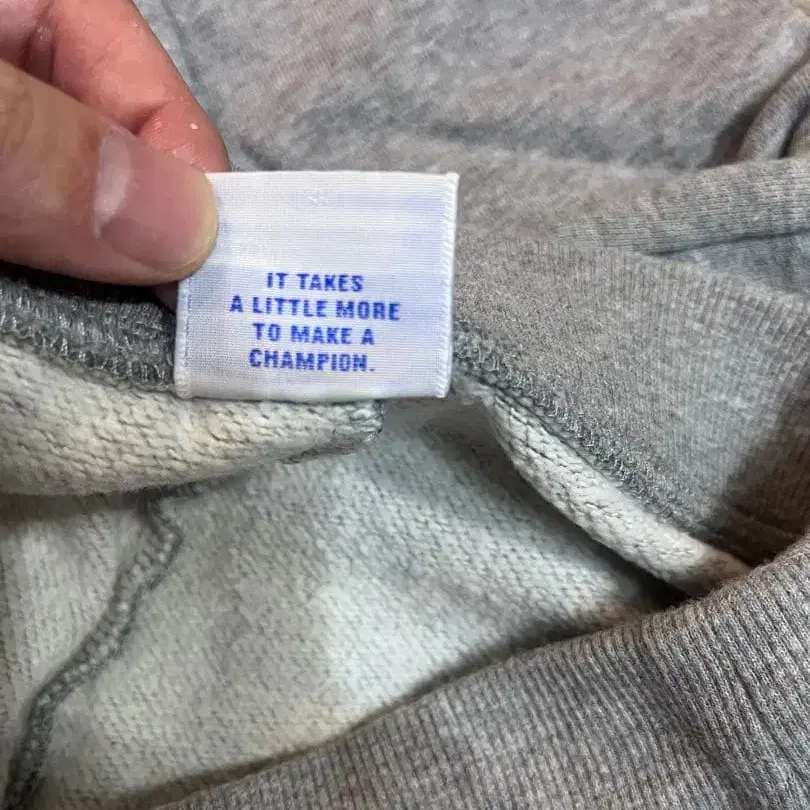 IT TAKES
A LITTLE MORE
TO MAKE A
CHAMPION.